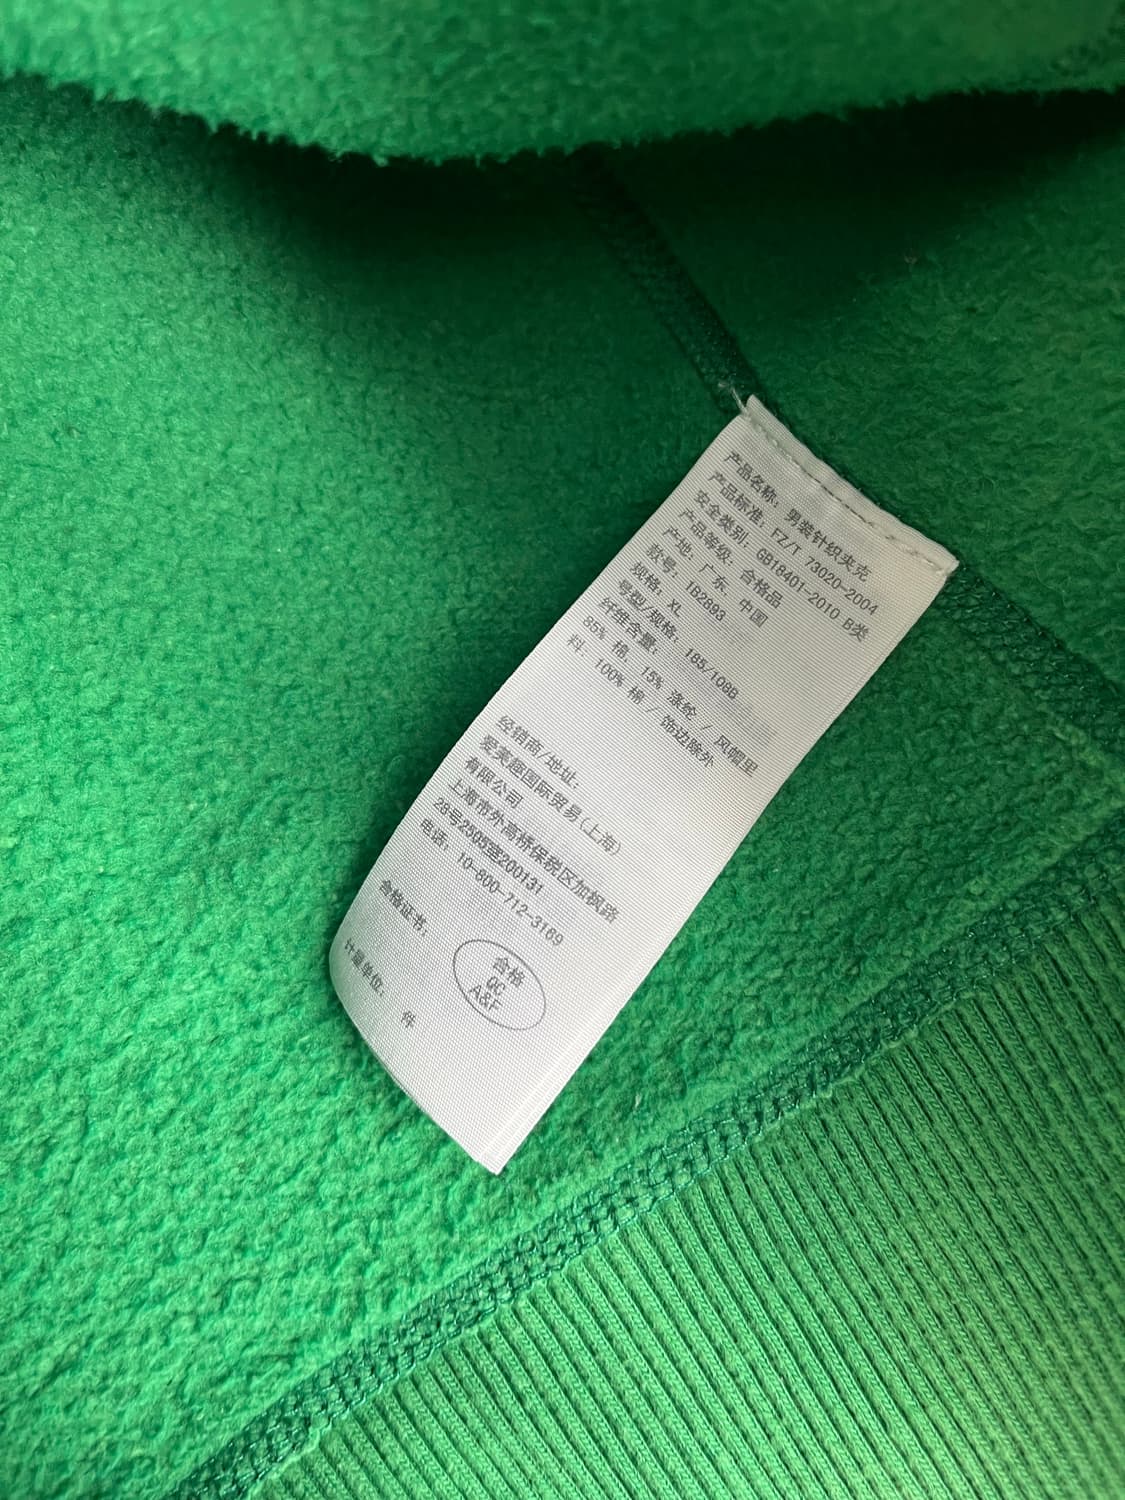 产品名称：男装针织夹克
产品标准：FZ/T 73020-2004
安全类别：GB18401-2010 B类
产品等级：合格品
产地：广东，中国
款号：1B2893
规格：XL
号型/规格：185/108B
纤维含量：
85% 棉，15% 涤纶 / 风帽里
料：100% 棉 / 饰边除外
经销商/地址：
爱芙趣国际贸易(上海)
有限公司
上海市外高桥保税区加枫路
28号2505室200131
电话：10-800-712-3169
合格证书：
合格
QC
A&F
计量单位：件